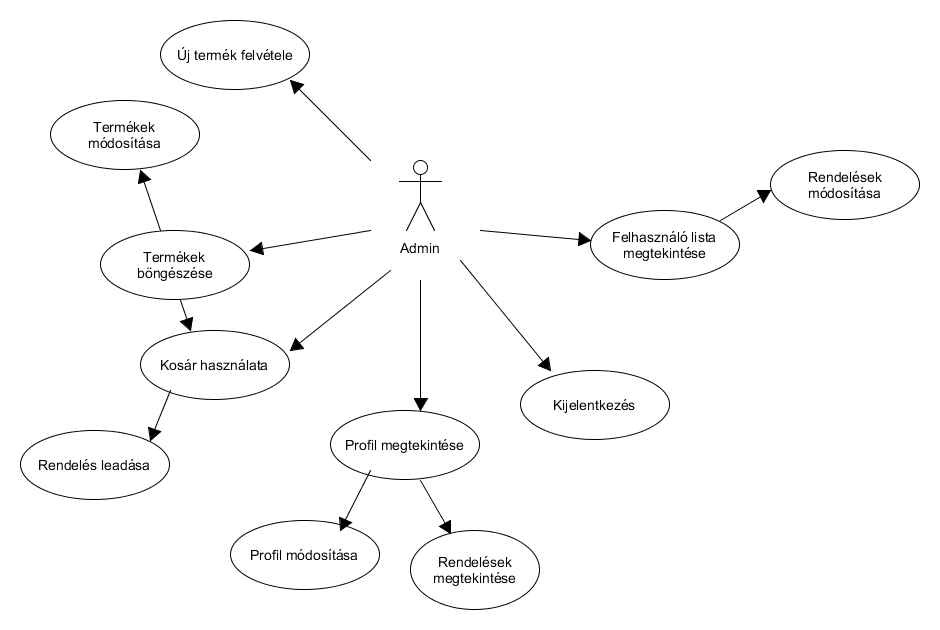 Új termék felvétele
Termékek
módosítása
Rendelések
módosítása
Admin
Felhasználó lista
megtekintése
Termékek
böngészése
Kosár használata
Kijelentkezés
Profil megtekintése
Rendelés leadása
Profil módosítása
Rendelések
megtekintése